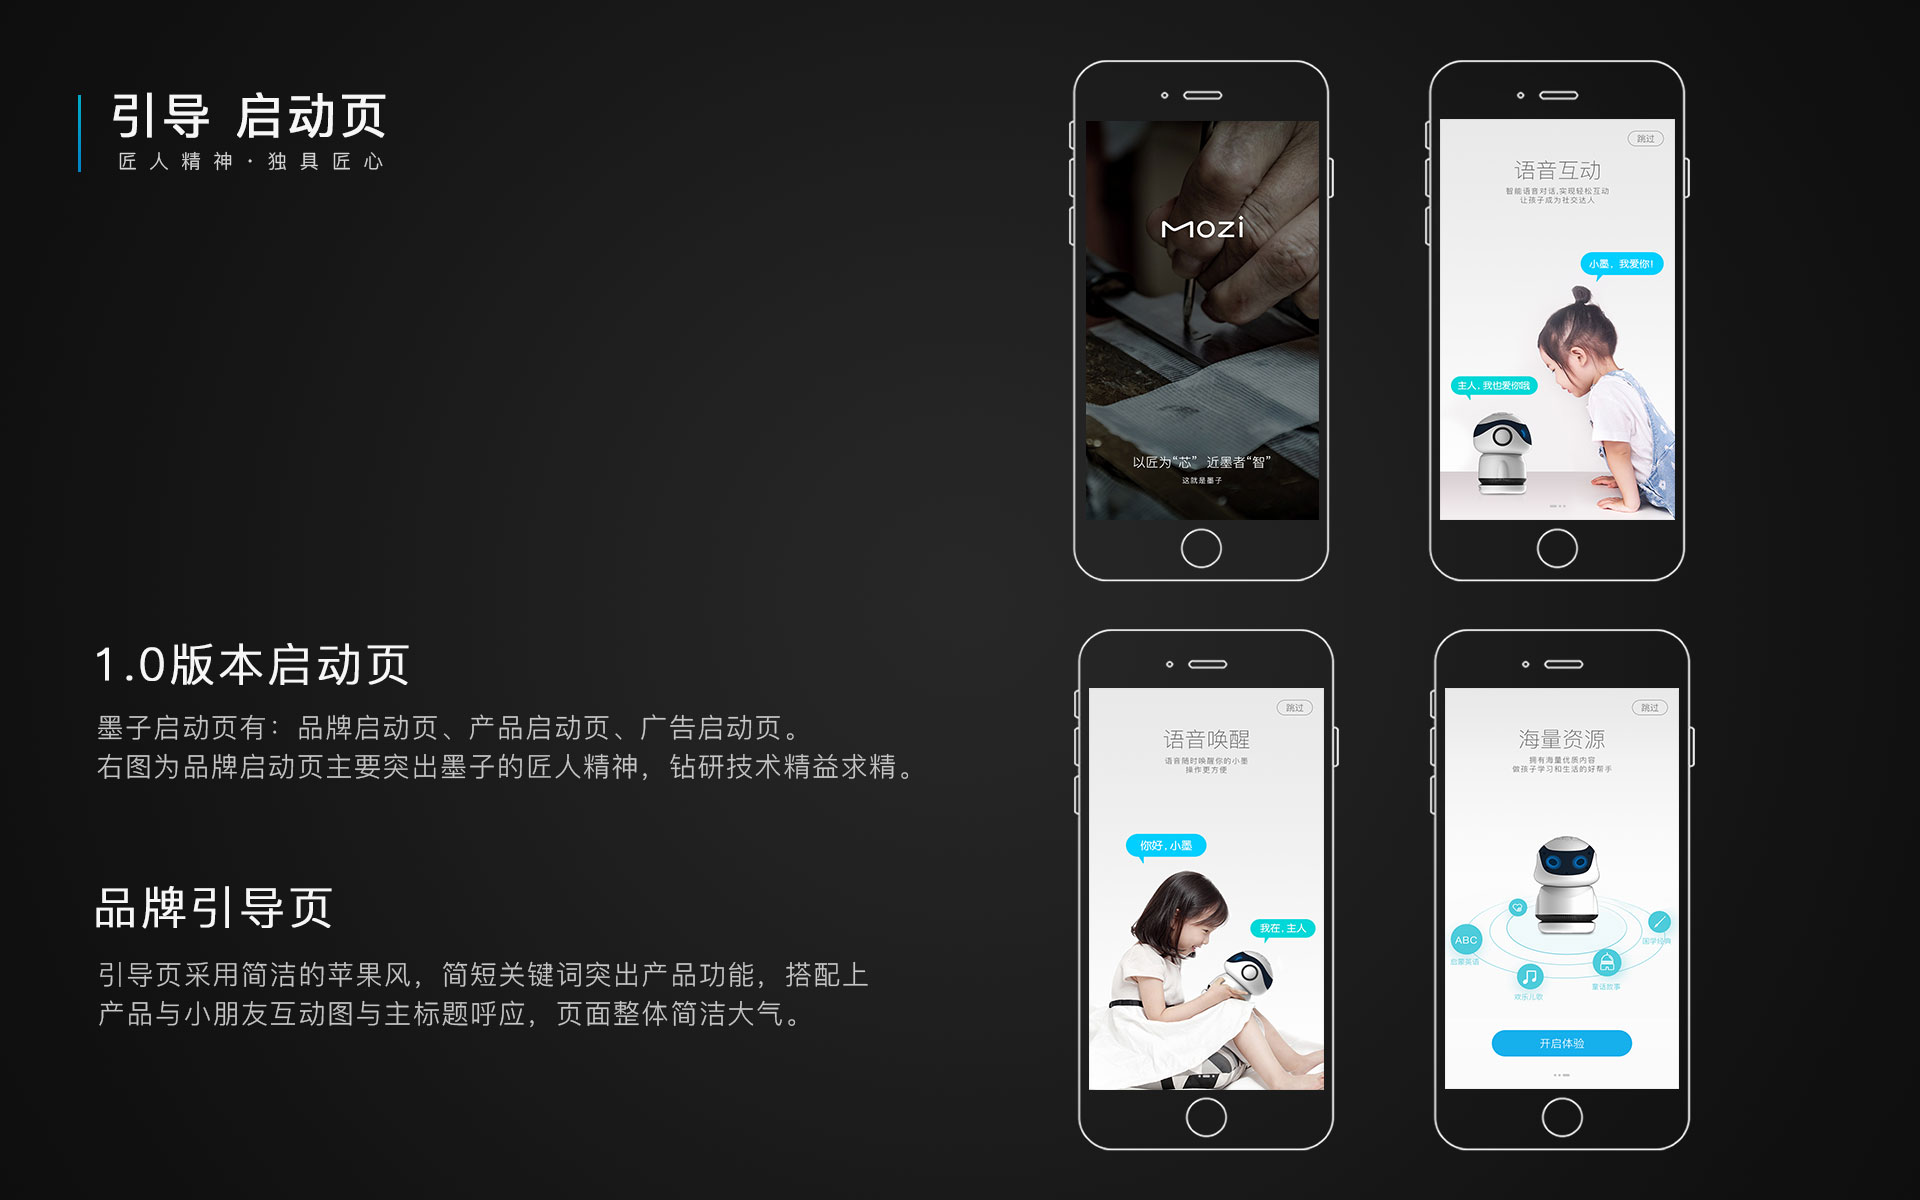 引导 启动页
匠人精神·独具匠心
1.0版本启动页
墨子启动页有：品牌启动页、产品启动页、广告启动页。
右图为品牌启动页主要突出墨子的匠人精神，钻研技术精益求精。
品牌引导页
引导页采用简洁的苹果风，简短关键词突出产品功能，搭配上
产品与小朋友互动图与主标题呼应，页面整体简洁大气。
Mozi
以匠为“芯” 近墨者“智”
这就是墨子
跳过
语音互动
智能语音对话,实现轻松互动
让孩子成为社交达人
小墨，我爱你!
主人,我也爱你哦
跳过
语音唤醒
语音随时唤醒你的小墨
操作更方便
你好,小墨
我在,主人
跳过
海量资源
拥有海量优质内容
做孩子学习和生活的好帮手
ABC
启蒙英语
国学经典
欢乐儿歌
童话故事
开启体验